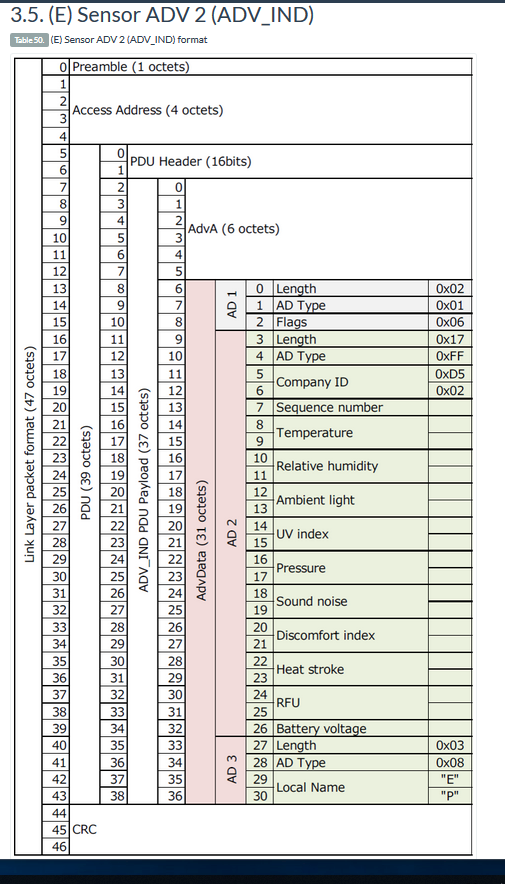 3.5. (E) Sensor ADV 2 (ADV_IND)
Table 50. (E) Sensor ADV 2 (ADV_IND) format
Link Layer packet format (47 octets)
0 Preamble (1 octets)
1
2
3
4
Access Address (4 octets)
PDU (39 octets)
5 0
6 1
PDU Header (16bits)
ADV_IND PDU Payload (37 octets)
7 2 0
8 3 1
9 4 2
10 5 3
11 6 4
12 7 5
AdvA (6 octets)
AdvData (31 octets)
AD 1
13 8 6 0 Length 0x02
14 9 7 1 AD Type 0x01
15 10 8 2 Flags 0x06
AD 2
16 11 9 3 Length 0x17
17 12 10 4 AD Type 0xFF
18 13 11 5 Company ID 0xD5
19 14 12 6 0x02
20 15 13 7 Sequence number
21 16 14 8 Temperature
22 17 15 9
23 18 16 10 Relative humidity
24 19 17 11
25 20 18 12 Ambient light
26 21 19 13
27 22 20 14 UV index
28 23 21 15
29 24 22 16 Pressure
30 25 23 17
31 26 24 18 Sound noise
32 27 25 19
33 28 26 20 Discomfort index
34 29 27 21
35 30 28 22 Heat stroke
36 31 29 23
37 32 30 24 RFU
38 33 31 25
39 34 32 26 Battery voltage
AD 3
40 35 33 27 Length 0x03
41 36 34 28 AD Type 0x08
42 37 35 29 Local Name "E"
43 38 36 30 "P"
44
45 CRC
46